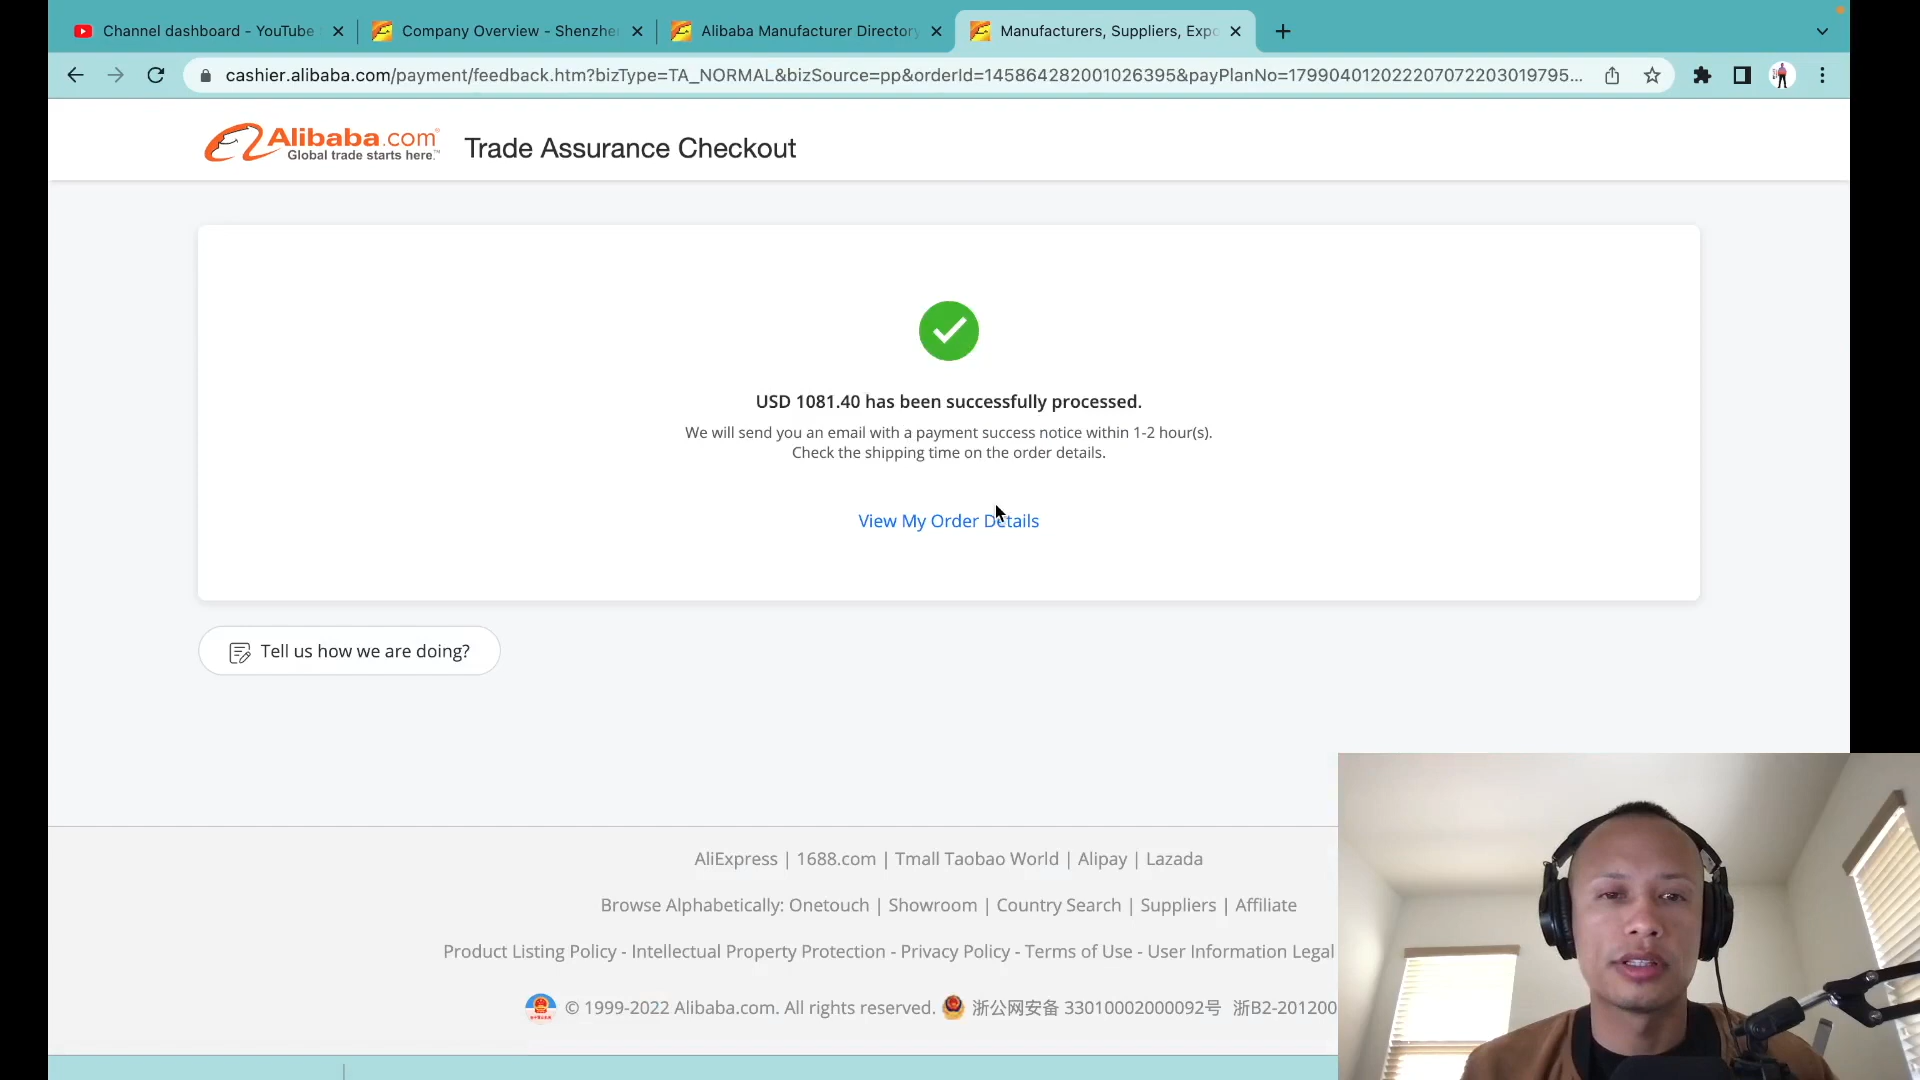 Channel dashboard - YouTube
Company Overview - Shenzhe
Alibaba Manufacturer Directory
Manufacturers, Suppliers, Expo
cashier.alibaba.com/payment/feedback.htm?bizType=TA_NORMAL&bizSource=pp&orderId=145864282001026395&payPlanNo=179904012022207072203019795...
Alibaba.com
Global trade starts here.™
Trade Assurance Checkout
USD 1081.40 has been successfully processed.
We will send you an email with a payment success notice within 1-2 hour(s).
Check the shipping time on the order details.
View My Order Details
Tell us how we are doing?
AliExpress | 1688.com | Tmall Taobao World | Alipay | Lazada
Browse Alphabetically: Onetouch | Showroom | Country Search | Suppliers | Affiliate
Product Listing Policy - Intellectual Property Protection - Privacy Policy - Terms of Use - User Information Legal
© 1999-2022 Alibaba.com. All rights reserved. 浙公网安备 33010002000092号 浙B2-201200